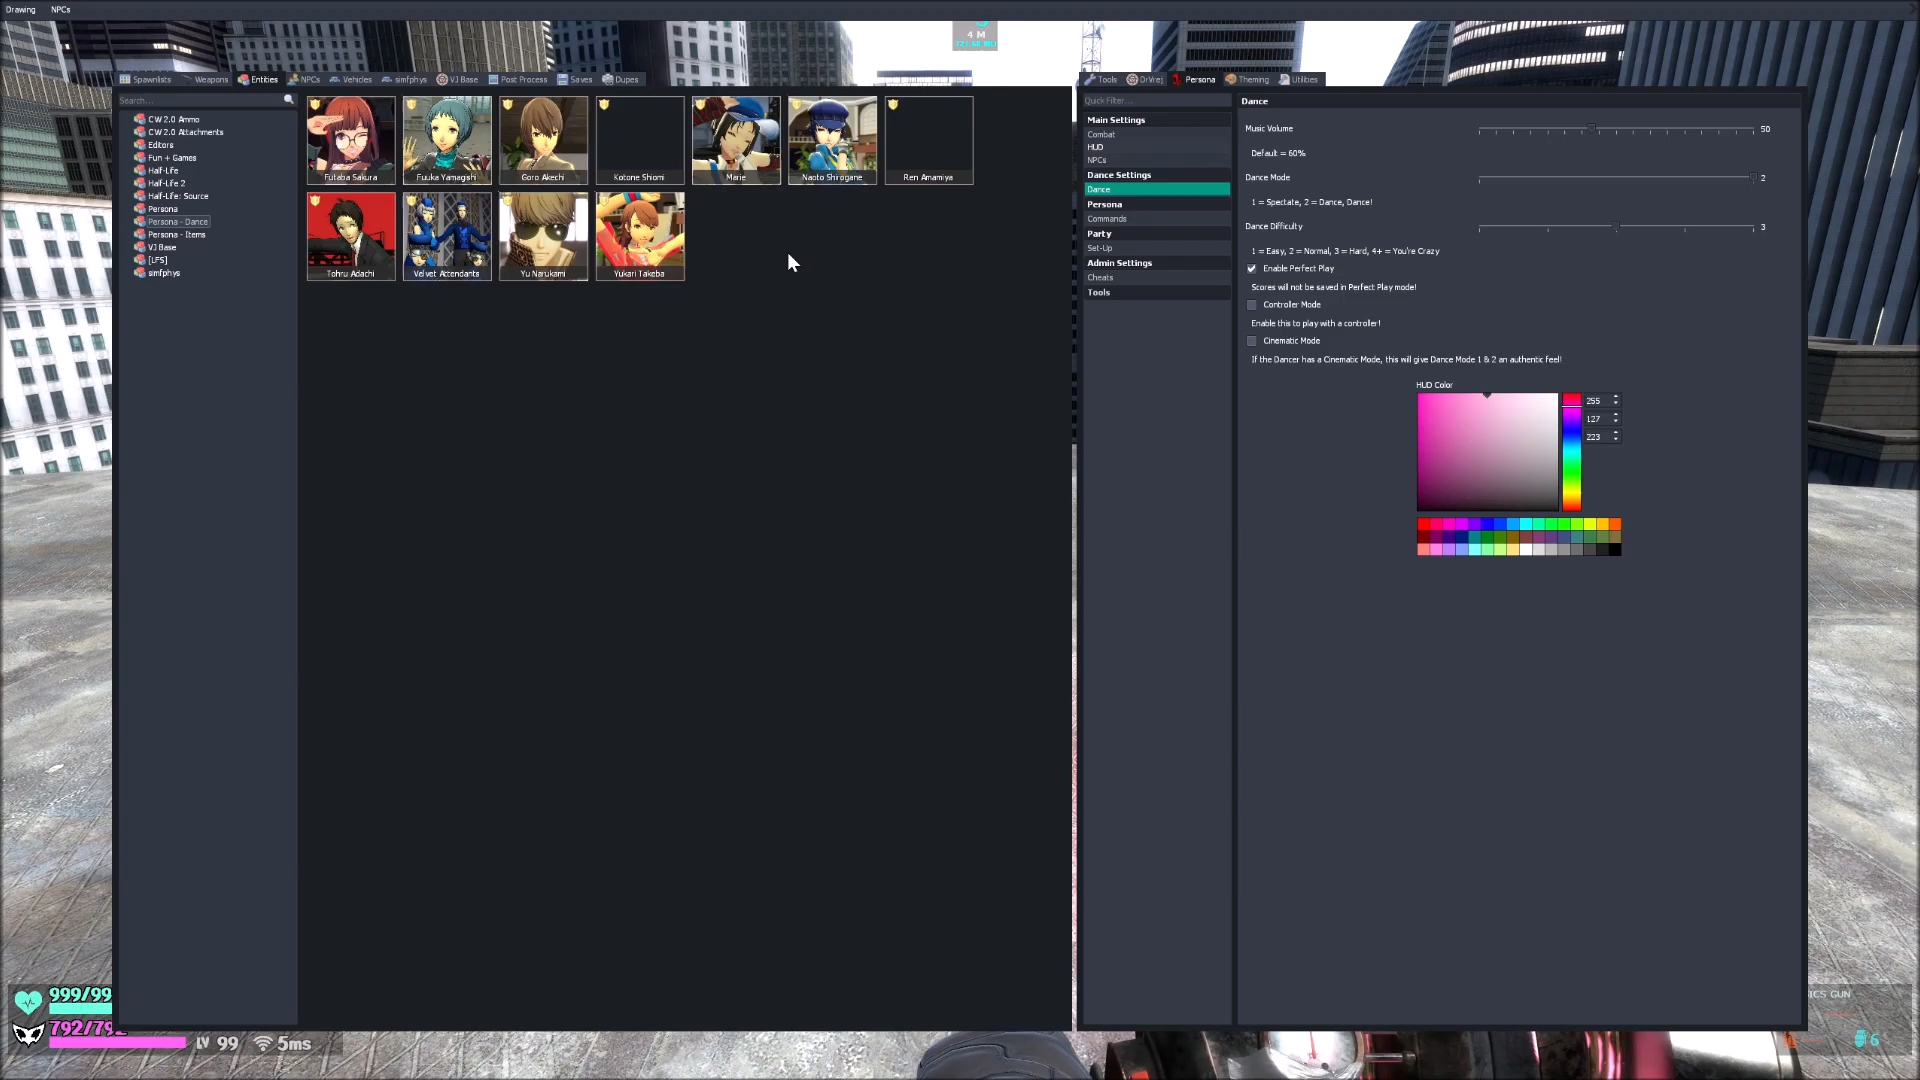 Drawing NPCs
4 M
Spawnlists Weapons Entities NPCs Vehicles simfphys VJ Base Post Process Saves Dupes
Tools DrVrej Persona Theming Utilities
Search...
CW 2.0 Ammo
CW 2.0 Attachments
Editors
Fun + Games
Half-Life
Half-Life 2
Half-Life: Source
Persona
Persona - Dance
Persona - Items
VJ Base
[LFS]
simfphys
Futaba Sakura Fuuka Yamagishi Goro Akechi Kotone Shiomi Marie Naoto Shirogane Ren Amamiya
Tohru Adachi Velvet Attendants Yu Narukami Yukari Takeba
Quick Filter...
Main Settings
Combat
HUD
NPCs
Dance Settings
Dance
Persona
Commands
Party
Set-Up
Admin Settings
Cheats
Tools
Dance
Music Volume 50
Default = 60%
Dance Mode 2
1 = Spectate, 2 = Dance, Dance!
Dance Difficulty 3
1 = Easy, 2 = Normal, 3 = Hard, 4+ = You're Crazy
Enable Perfect Play
Scores will not be saved in Perfect Play mode!
Controller Mode
Enable this to play with a controller!
Cinematic Mode
If the Dancer has a Cinematic Mode, this will give Dance Mode 1 & 2 an authentic feel!
HUD Color
255
127
223
999/99
792/792
LV 99 5ms
ICS GUN
6